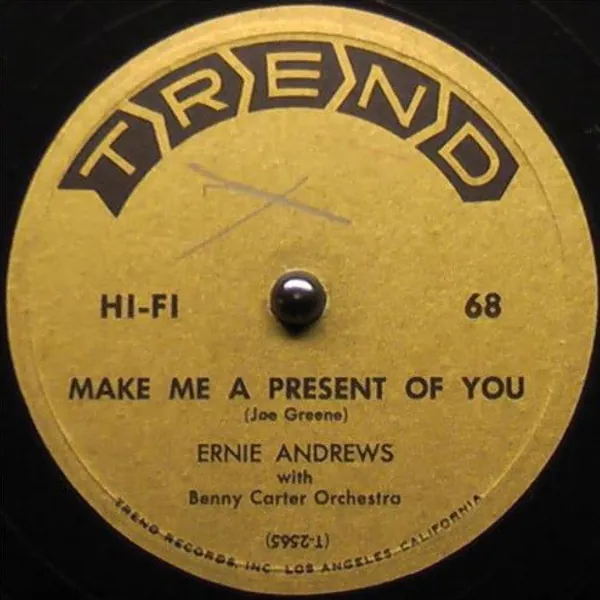 TREND
HI-FI
68
MAKE ME A PRESENT OF YOU
(Joe Greene)
ERNIE ANDREWS
with
Benny Carter Orchestra
(T-2565)
TREND RECORDS, INC. LOS ANGELES, CALIFORNIA